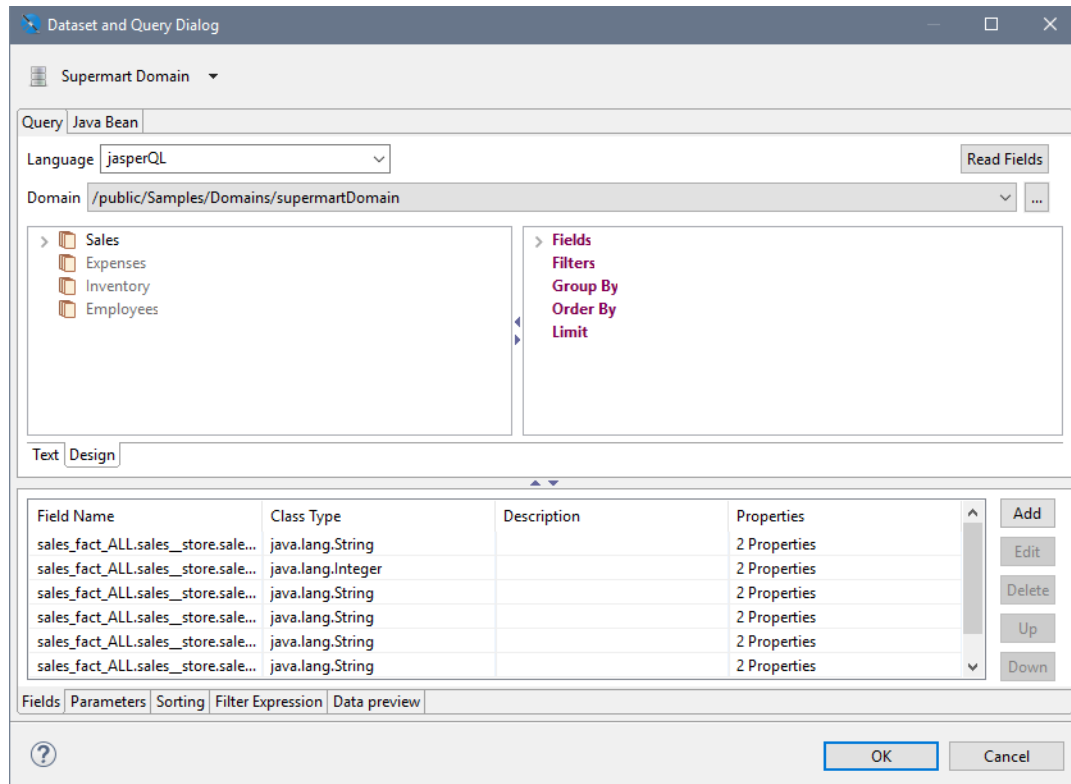 Dataset and Query Dialog
Supermart Domain
Query Java Bean
Language jasperQL Read Fields
Domain /public/Samples/Domains/supermartDomain ...
Sales
Expenses
Inventory
Employees
Fields
Filters
Group By
Order By
Limit
Text Design
Field Name Class Type Description Properties
sales_fact_ALL.sales__store.sale... java.lang.String 2 Properties
sales_fact_ALL.sales__store.sale... java.lang.Integer 2 Properties
sales_fact_ALL.sales__store.sale... java.lang.String 2 Properties
sales_fact_ALL.sales__store.sale... java.lang.String 2 Properties
sales_fact_ALL.sales__store.sale... java.lang.String 2 Properties
sales_fact_ALL.sales__store.sale... java.lang.String 2 Properties
Add
Edit
Delete
Up
Down
Fields Parameters Sorting Filter Expression Data preview
? OK Cancel